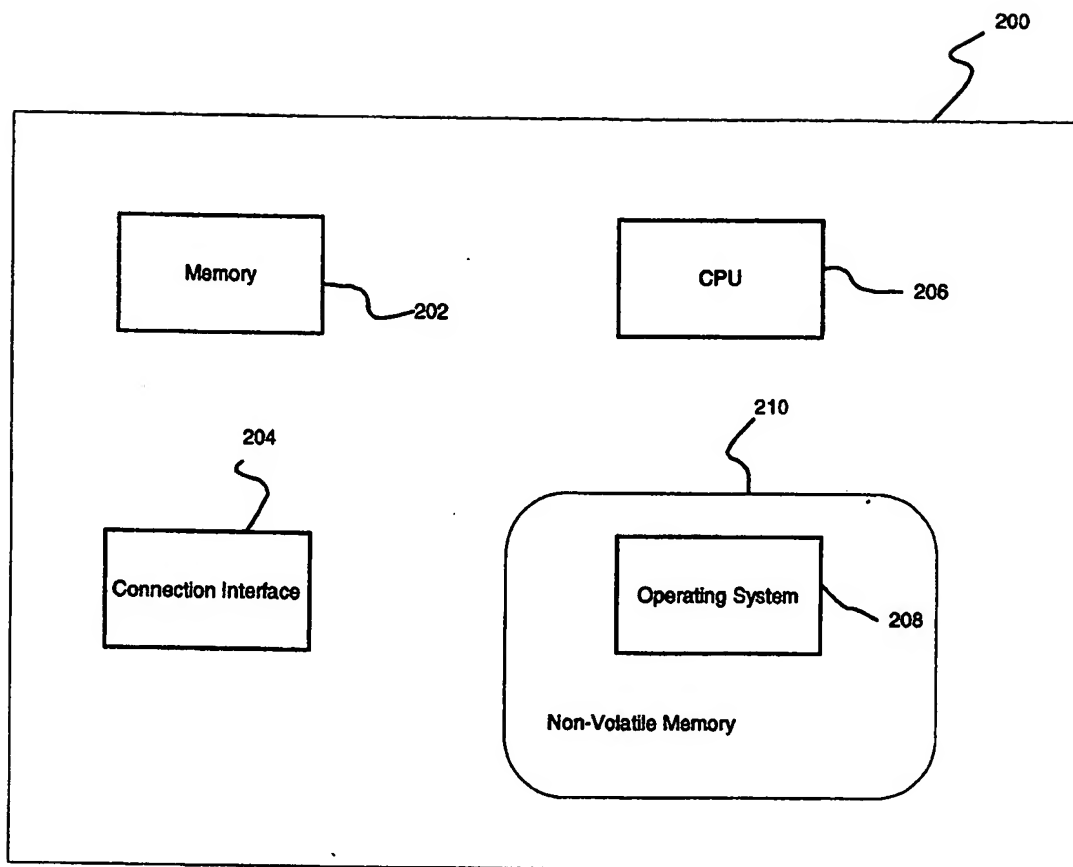 200
Memory
202
CPU
206
204
Connection Interface
210
Operating System
208
Non-Volatile Memory